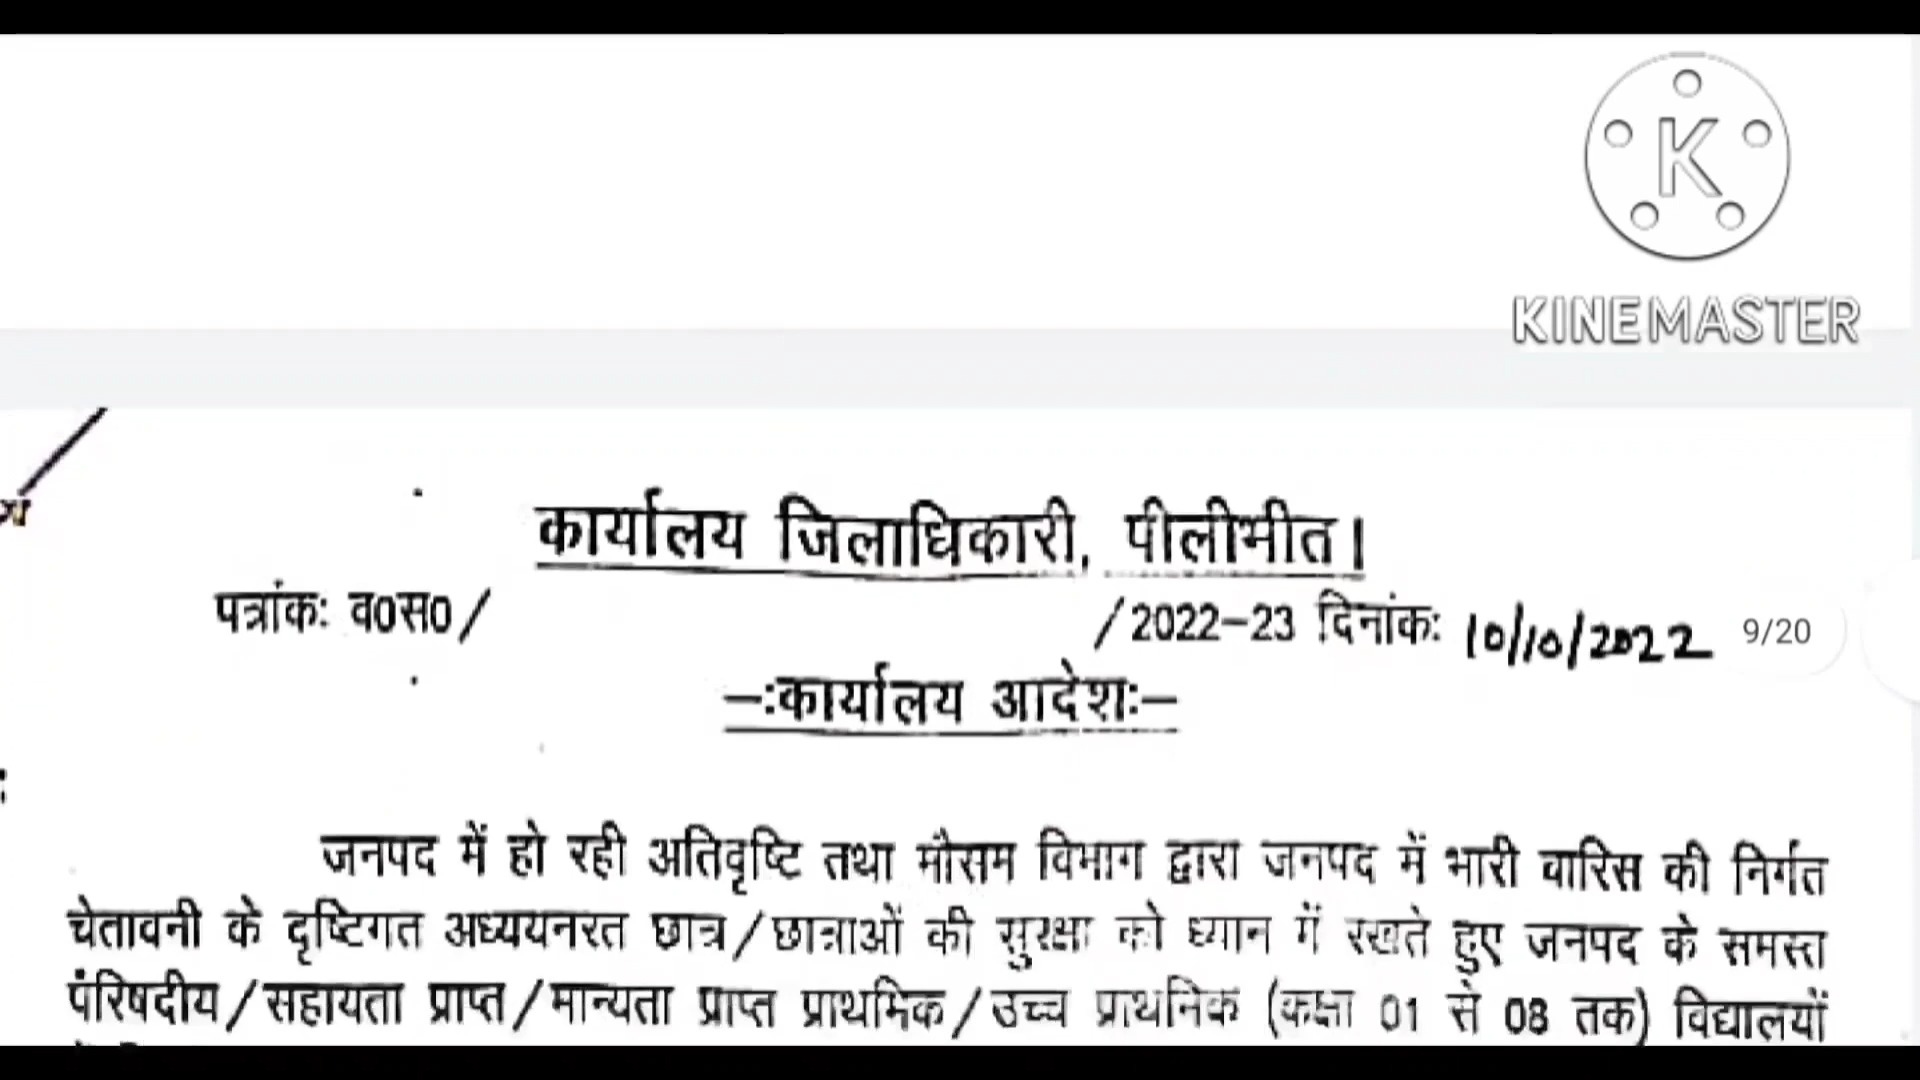 K
KINEMASTER
कार्यालय जिलाधिकारी, पीलीभीत।
पत्रांकः व0स0/ /2022-23 दिनांकः 10/10/2022
9/20
-:कार्यालय आदेशः-
जनपद में हो रही अतिवृष्टि तथा मौसम विभाग द्वारा जनपद में भारी वारिस की निर्गत
चेतावनी के दृष्टिगत अध्ययनरत छात्र/छात्राओं की सुरक्षा को ध्यान में रखते हुए जनपद के समस्त
परिषदीय/सहायता प्राप्त/मान्यता प्राप्त प्राथमिक/उच्च प्राथमिक (कक्षा 01 से 08 तक) विद्यालयों